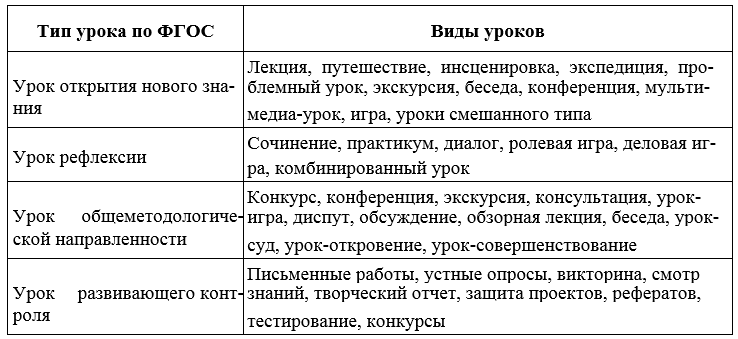 Тип урока по ФГОС
Виды уроков
Урок открытия нового зна-
ния
Лекция, путешествие, инсценировка, экспедиция, про-
блемный урок, экскурсия, беседа, конференция, мульти-
медиа-урок, игра, уроки смешанного типа
Урок рефлексии
Сочинение, практикум, диалог, ролевая игра, деловая иг-
ра, комбинированный урок
Урок общеметодологиче-
ской направленности
Конкурс, конференция, экскурсия, консультация, урок-
игра, диспут, обсуждение, обзорная лекция, беседа, урок-
суд, урок-откровение, урок-совершенствование
Урок развивающего конт-
роля
Письменные работы, устные опросы, викторина, смотр
знаний, творческий отчет, защита проектов, рефератов,
тестирование, конкурсы